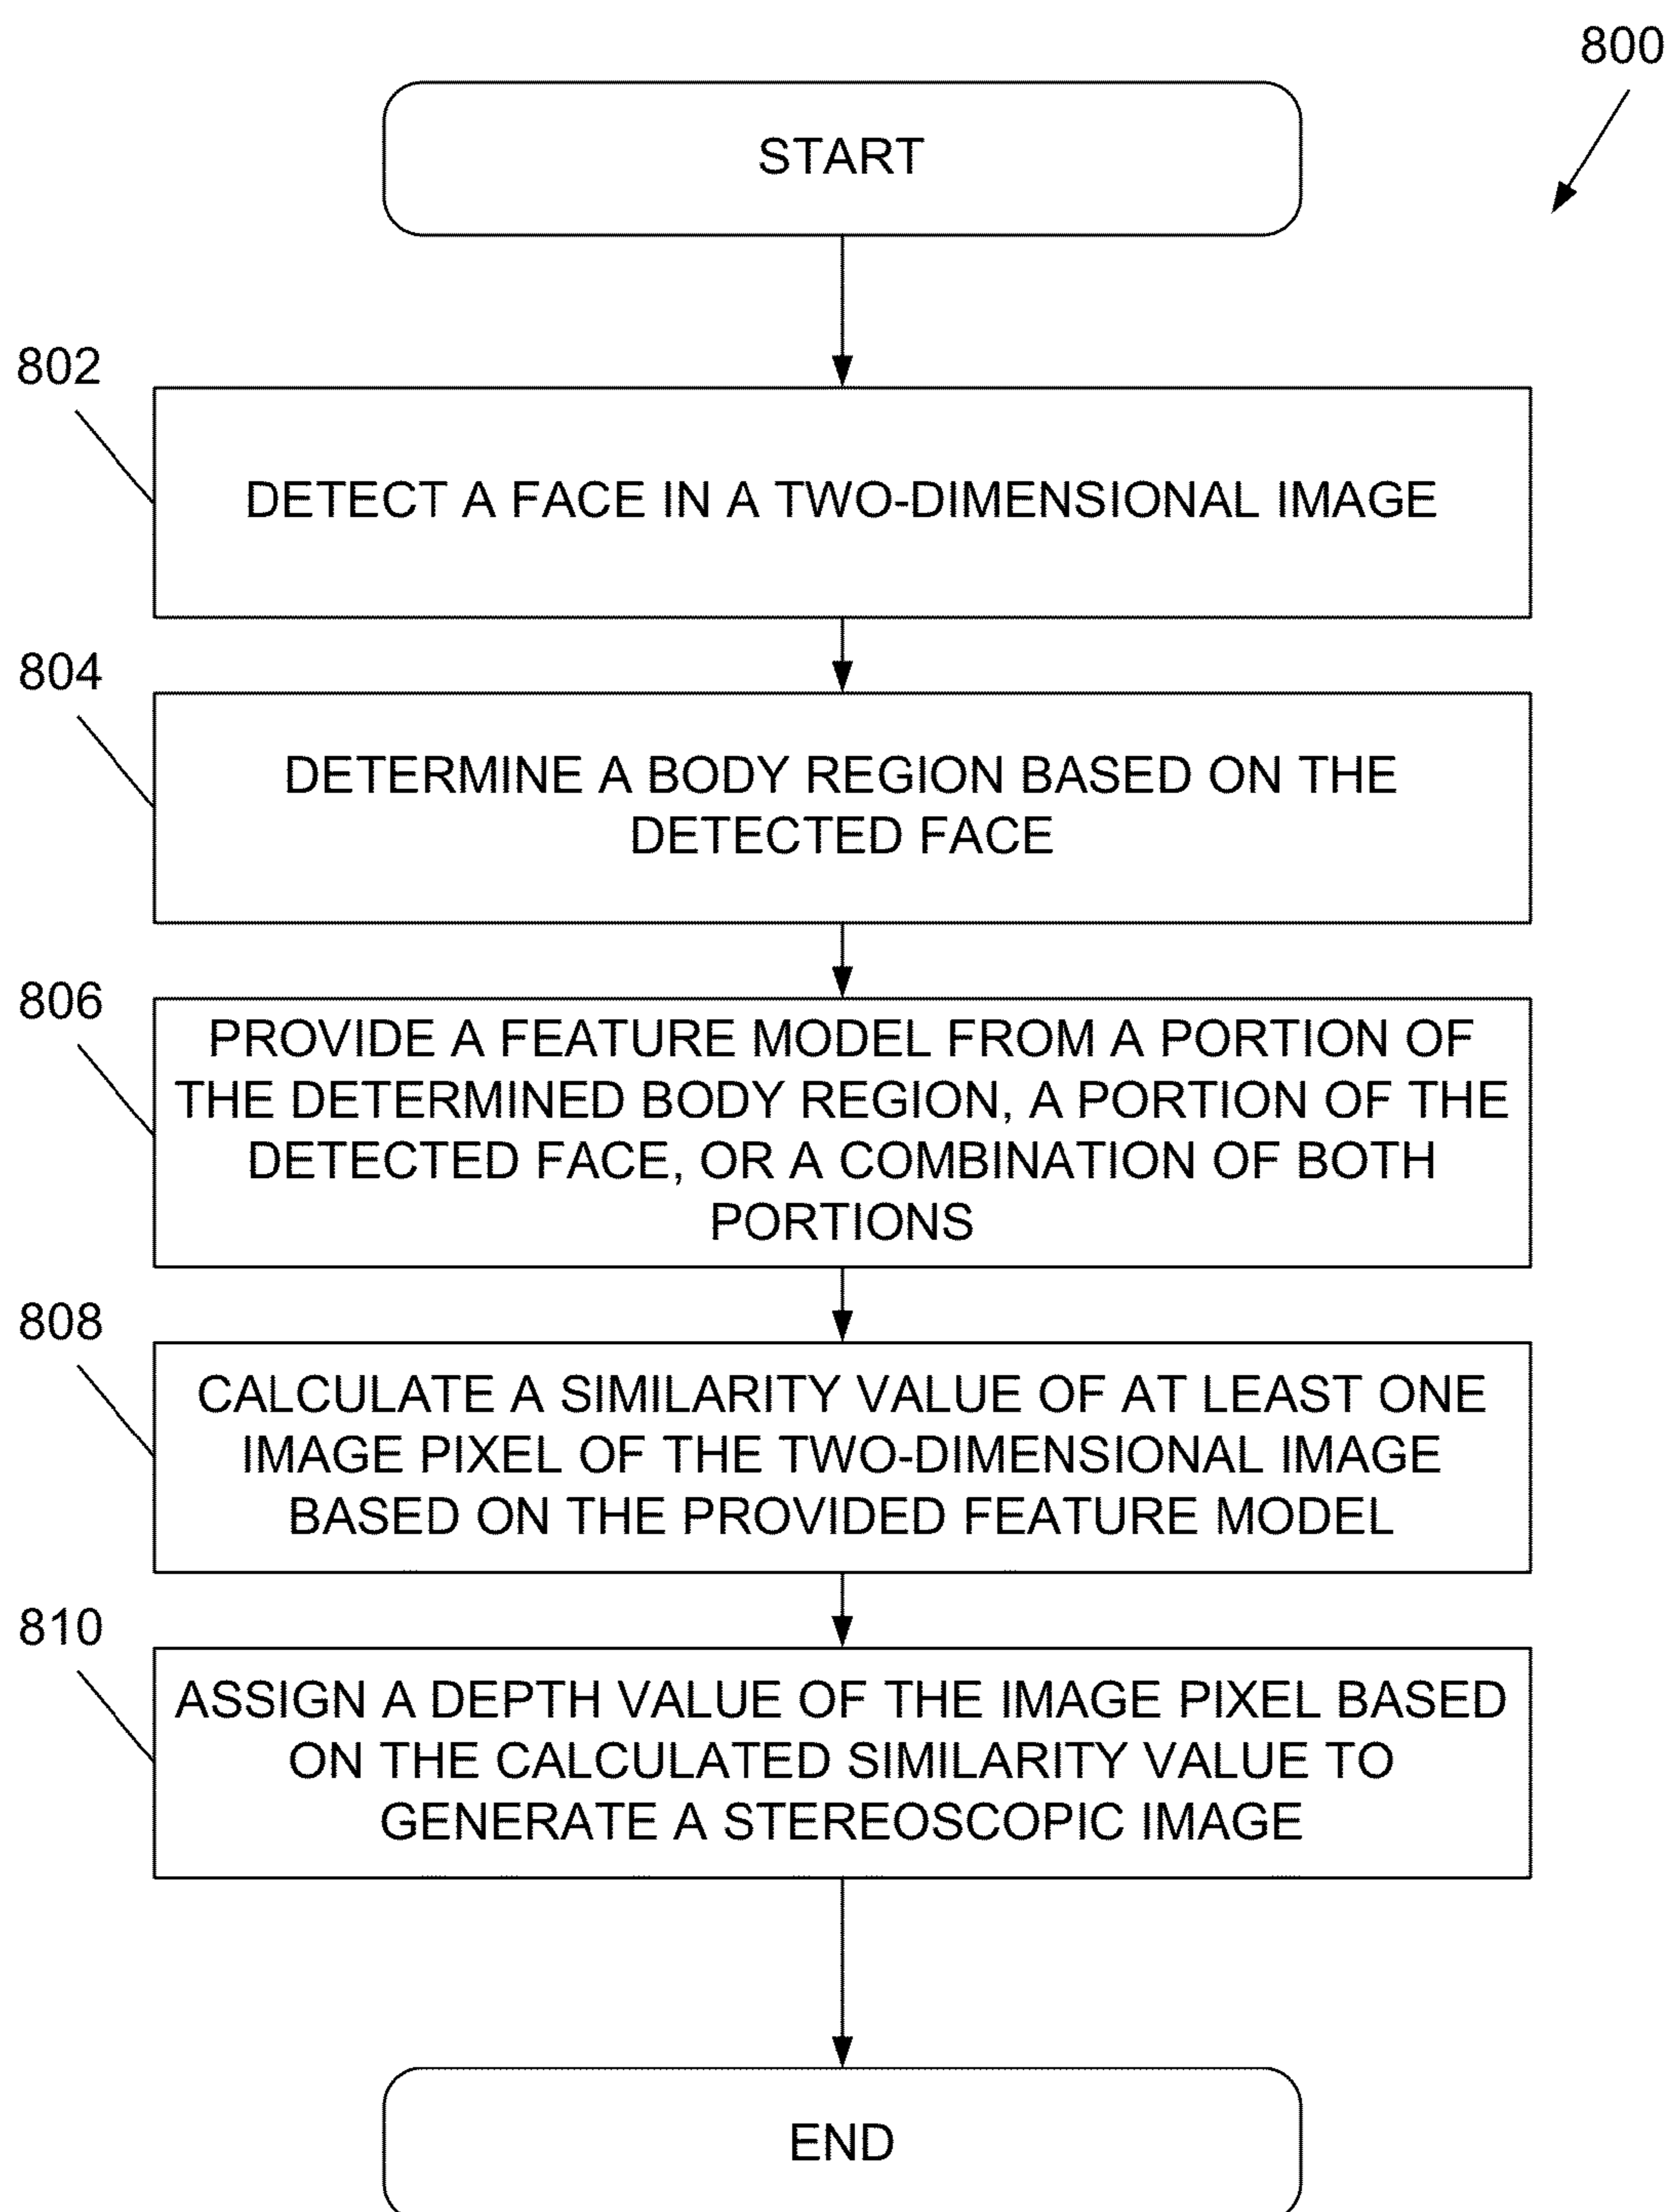 800
START
802
DETECT A FACE IN A TWO-DIMENSIONAL IMAGE
804
DETERMINE A BODY REGION BASED ON THE
DETECTED FACE
806
PROVIDE A FEATURE MODEL FROM A PORTION OF
THE DETERMINED BODY REGION, A PORTION OF THE
DETECTED FACE, OR A COMBINATION OF BOTH
PORTIONS
808
CALCULATE A SIMILARITY VALUE OF AT LEAST ONE
IMAGE PIXEL OF THE TWO-DIMENSIONAL IMAGE
BASED ON THE PROVIDED FEATURE MODEL
810
ASSIGN A DEPTH VALUE OF THE IMAGE PIXEL BASED
ON THE CALCULATED SIMILARITY VALUE TO
GENERATE A STEREOSCOPIC IMAGE
END